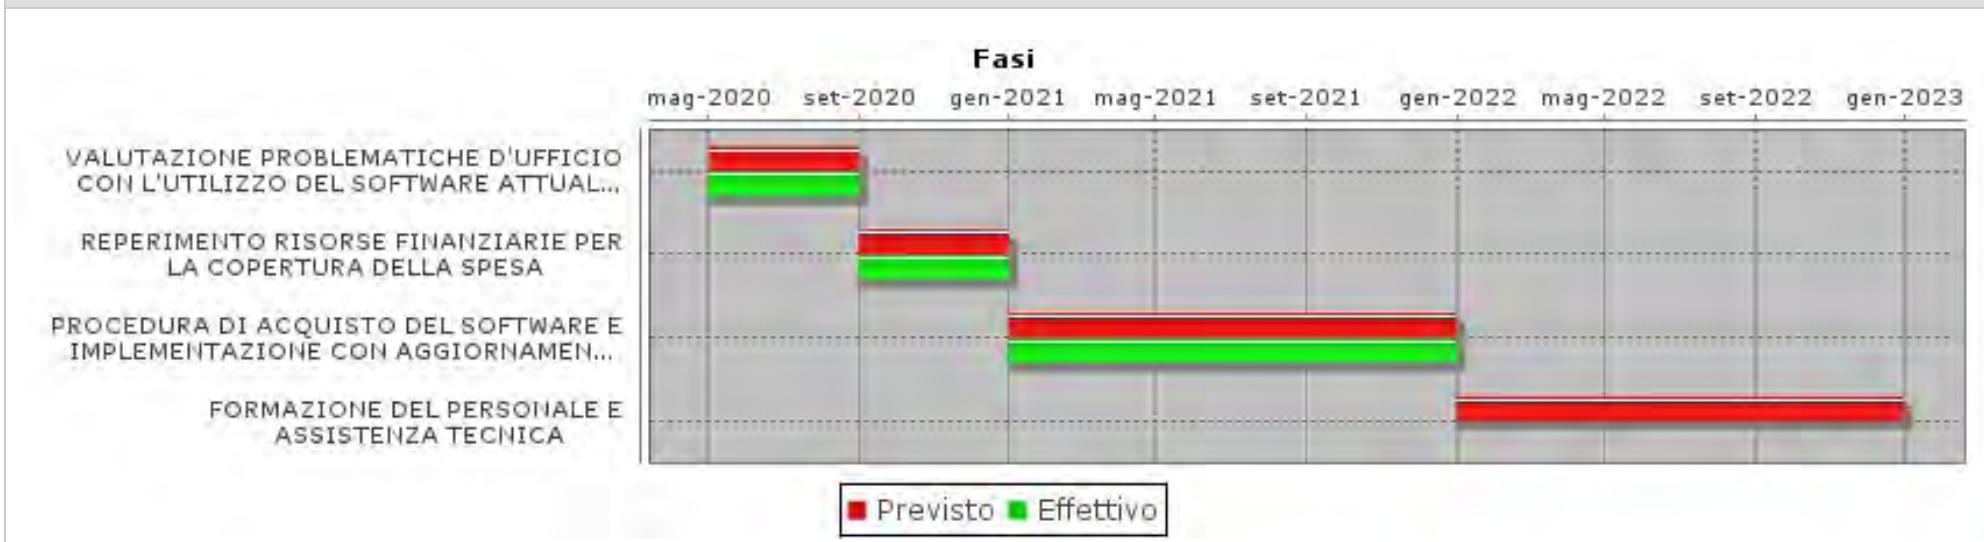 Fasi
mag-2020 set-2020 gen-2021 mag-2021 set-2021 gen-2022 mag-2022 set-2022 gen-2023
VALUTAZIONE PROBLEMATICHE D'UFFICIO
CON L'UTILIZZO DEL SOFTWARE ATTUAL...
REPERIMENTO RISORSE FINANZIARIE PER
LA COPERTURA DELLA SPESA
PROCEDURA DI ACQUISTO DEL SOFTWARE E
IMPLEMENTAZIONE CON AGGIORNAMEN...
FORMAZIONE DEL PERSONALE E
ASSISTENZA TECNICA
Previsto Effettivo